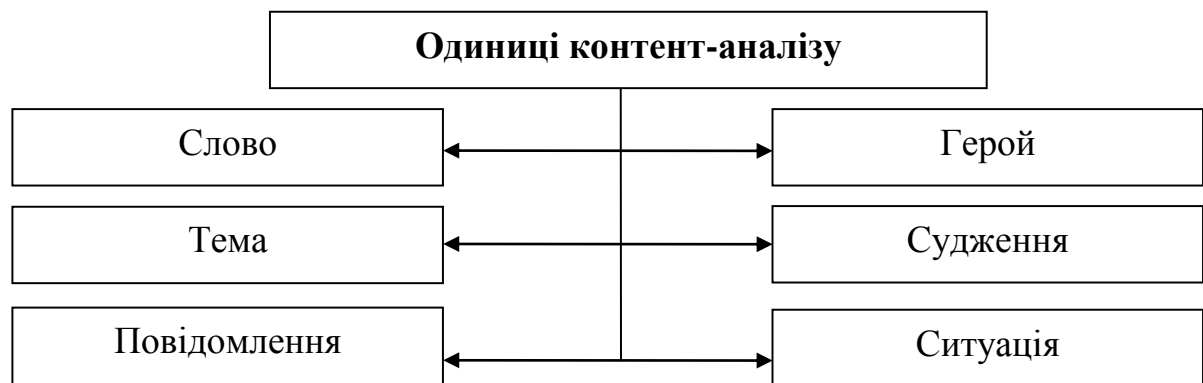 Одиниці контент-аналізу
Слово
Герой
Тема
Судження
Повідомлення
Ситуація